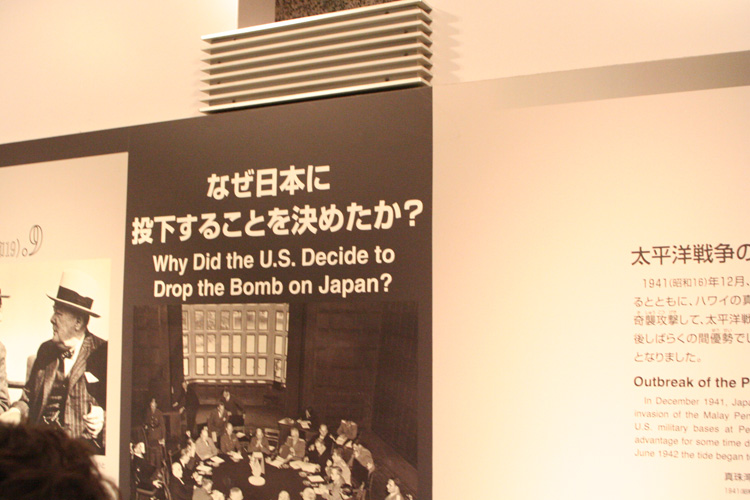 019)。
なぜ日本に
投下することを決めたか?
Why Did the U.S. Decide to
Drop the Bomb on Japan?
太平洋戦争の
1941(昭和16)年12月、
るとともに、ハワイの真
奇襲攻撃して、太平洋戦
後しばらくの間優勢でし
となりました。
Outbreak of the P
In December 1941, Japa
invasion of the Malay Pen
U.S. military bases at Pe
advantage for some time d
June 1942 the tide began t
真珠湾